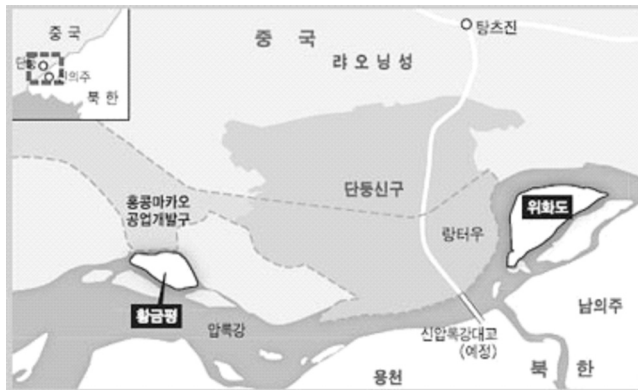 중 국
단둥
신의주
북 한
중 국
랴 오 닝 성
탕츠진
단둥신구
홍콩마카오
공업개발구
랑터우
위화도
황금평
압록강
신압록강대고
(예정)
남의주
용천
북 한